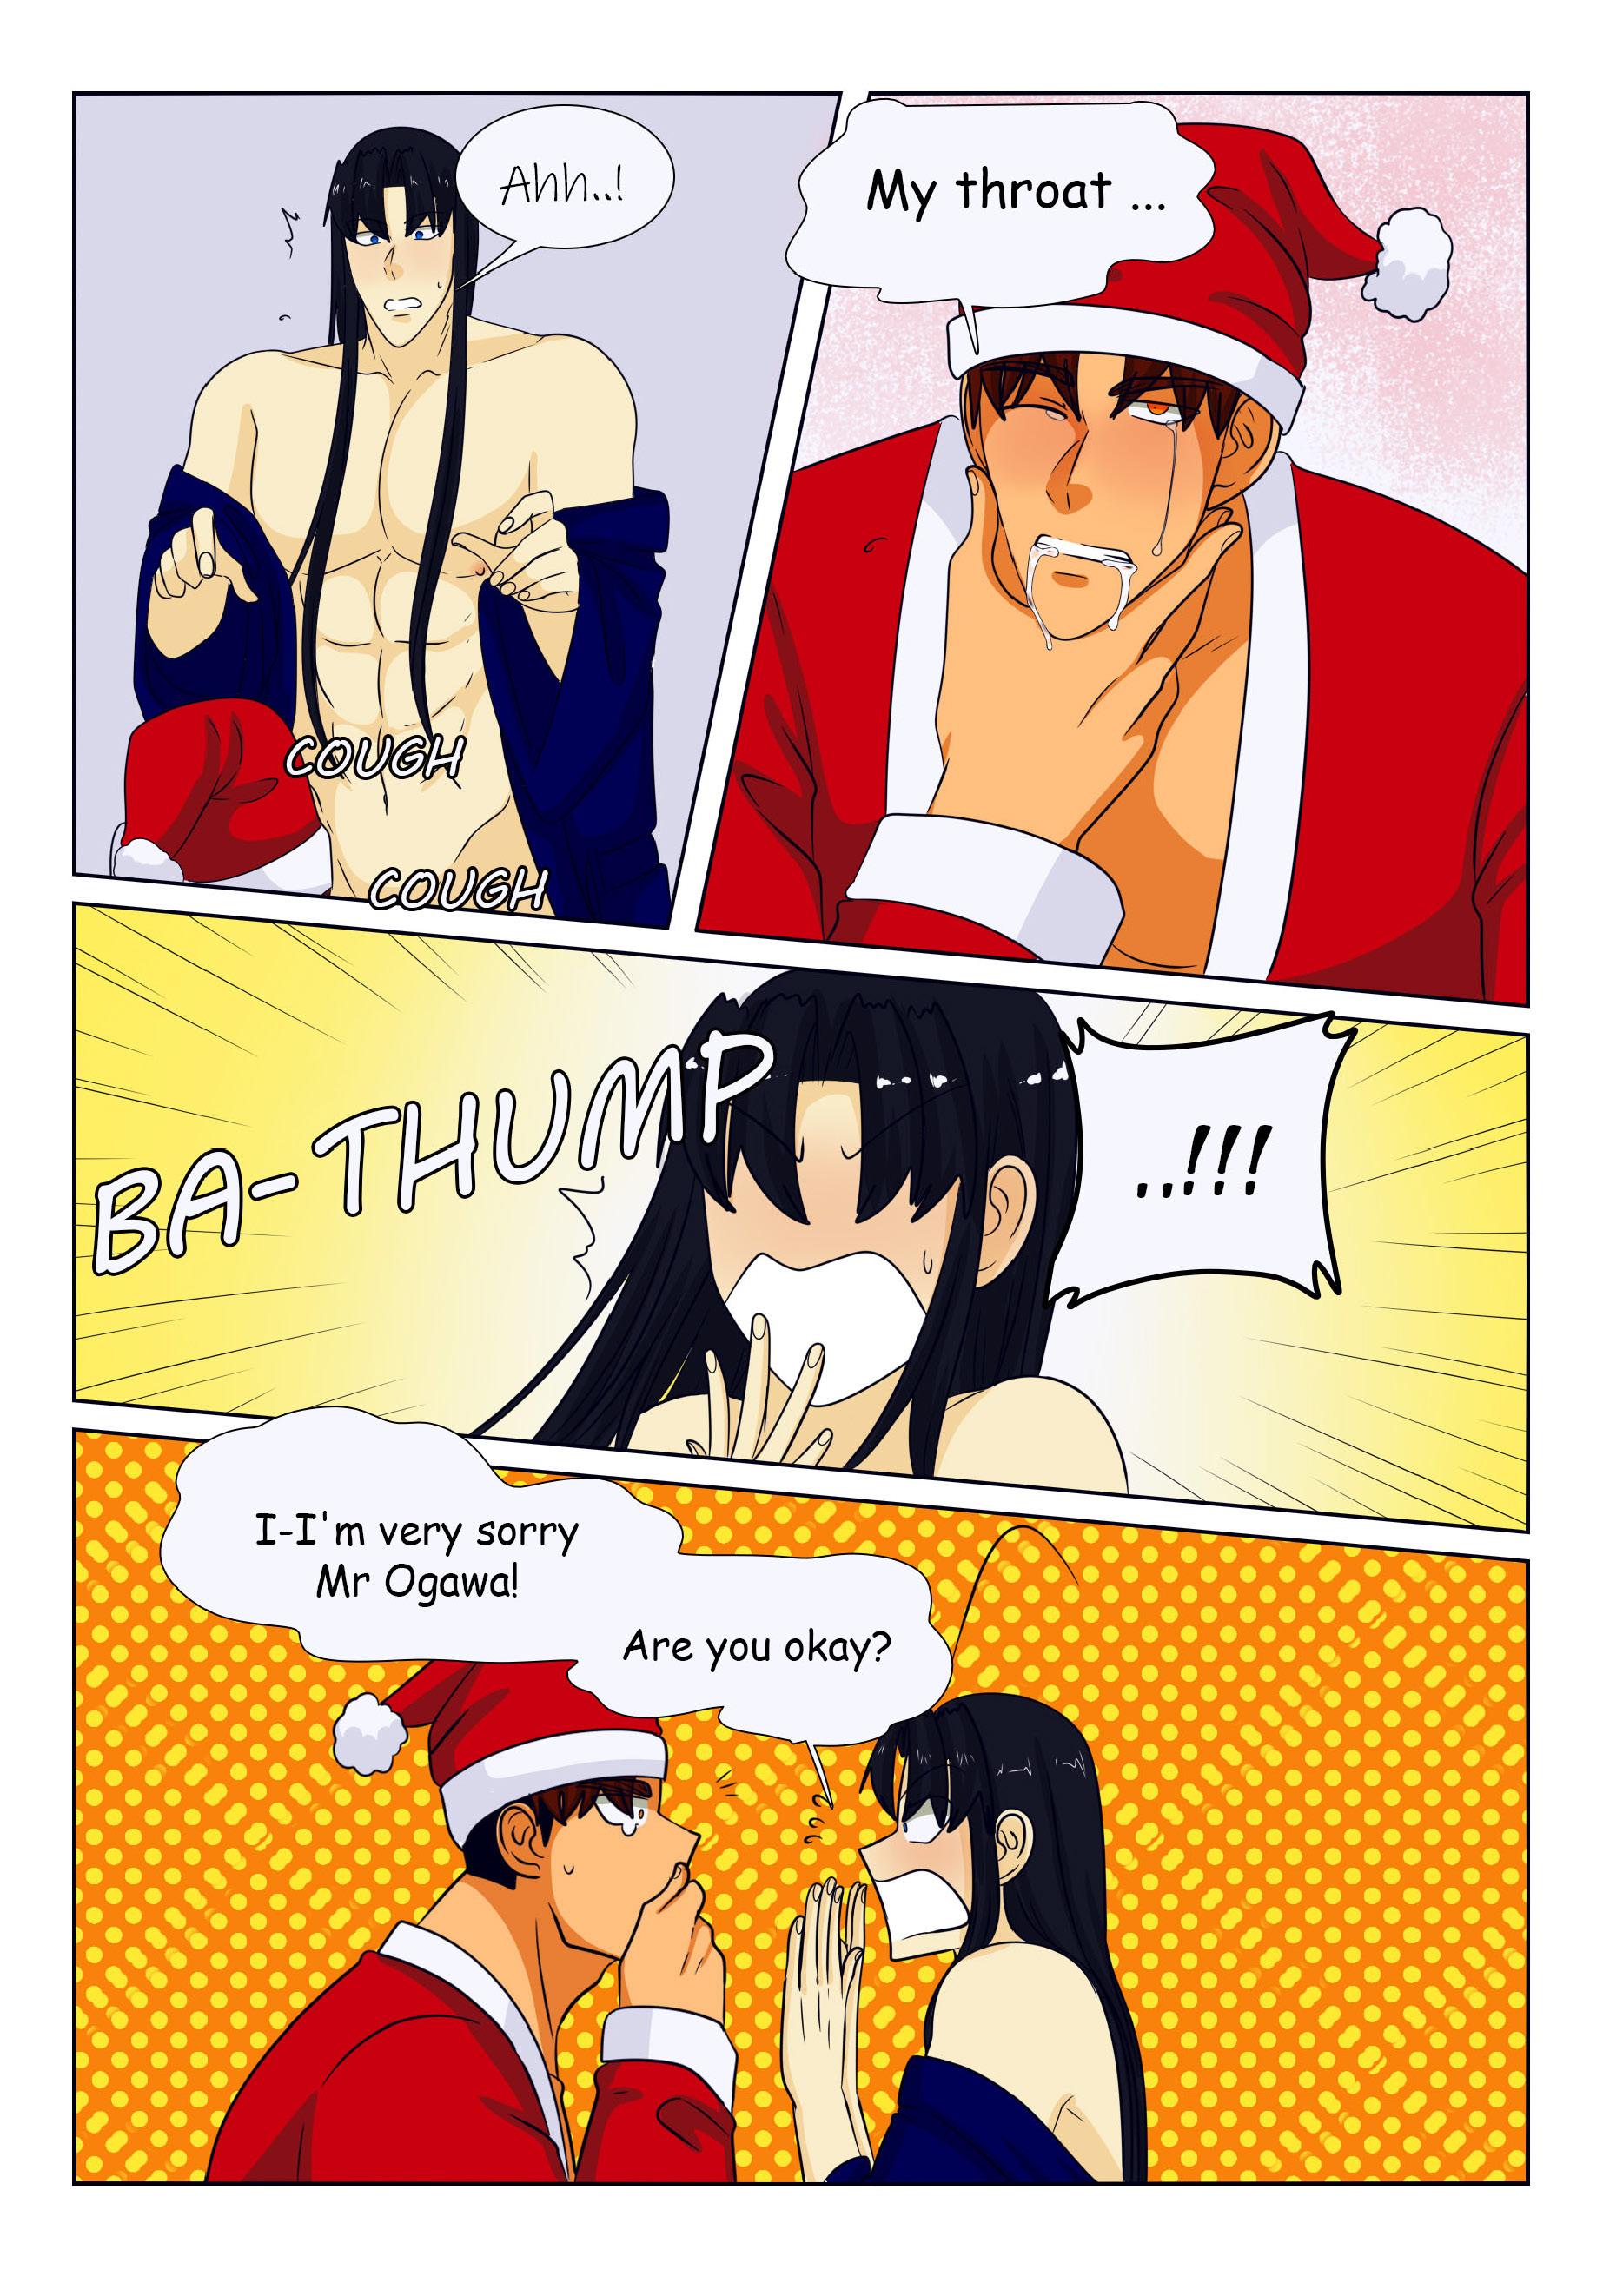 Ahh..!
My throat ...
COUGH
COUGH
BA-THUMP
..!!!
I-I'm very sorry
Mr Ogawa!
Are you okay?